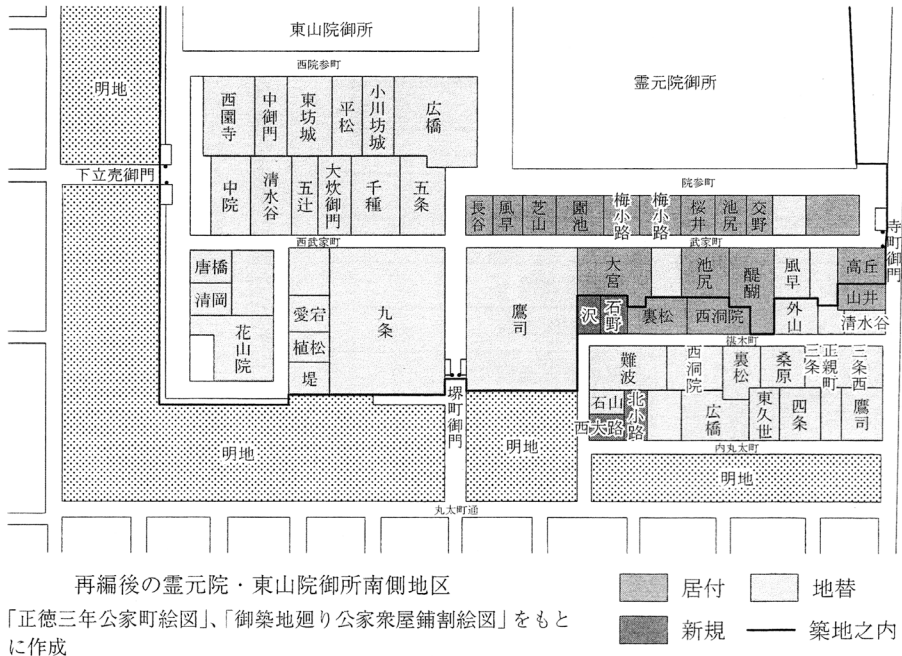 東山院御所
霊元院御所
明地
西院参町
西園寺
中御門
東坊城
平松
小川坊城
広橋
下立売御門
中院
清水谷
五辻
大炊御門
千種
五条
院参町
長谷
風早
芝山
園池
梅小路
梅小路
桜井
池尻
交野
寺町御門
西武家町
武家町
唐橋
清岡
花山院
愛宕
植松
堤
九条
鷹司
大宮
池尻
醍醐
風早
高丘
山井
沢
石野
裏松
西洞院
外山
清水谷
椹木町
堺町御門
難波
西洞院
裏松
桑原
三条
正親町
三条西
石山
北小路
西大路
広橋
東久世
四条
鷹司
内丸太町
明地
明地
明地
丸太町通
再編後の霊元院・東山院御所南側地区
「正徳三年公家町絵図」、「御築地廻り公家衆屋鋪割絵図」をもと
に作成
居付
地替
新規
築地之内